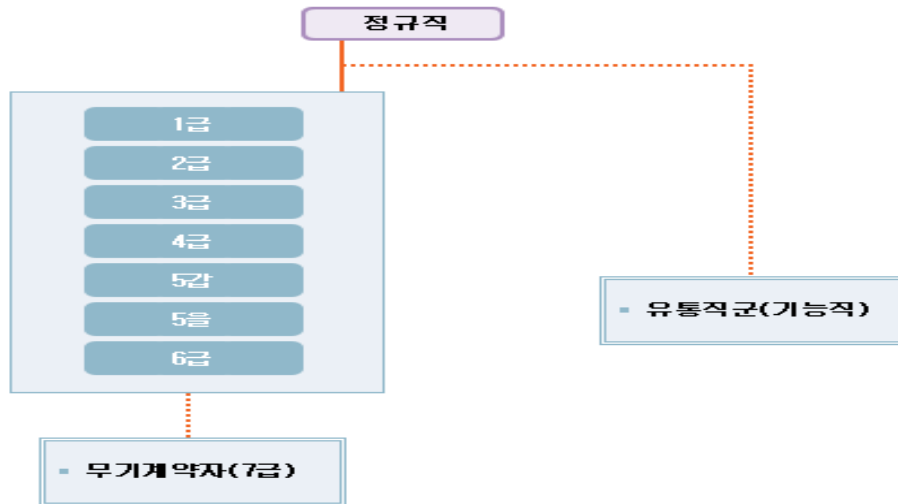 정규직
1급
2급
3급
4급
5갑
5을
6급
▪ 유통직군(기능직)
▪ 무기계약자(7급)